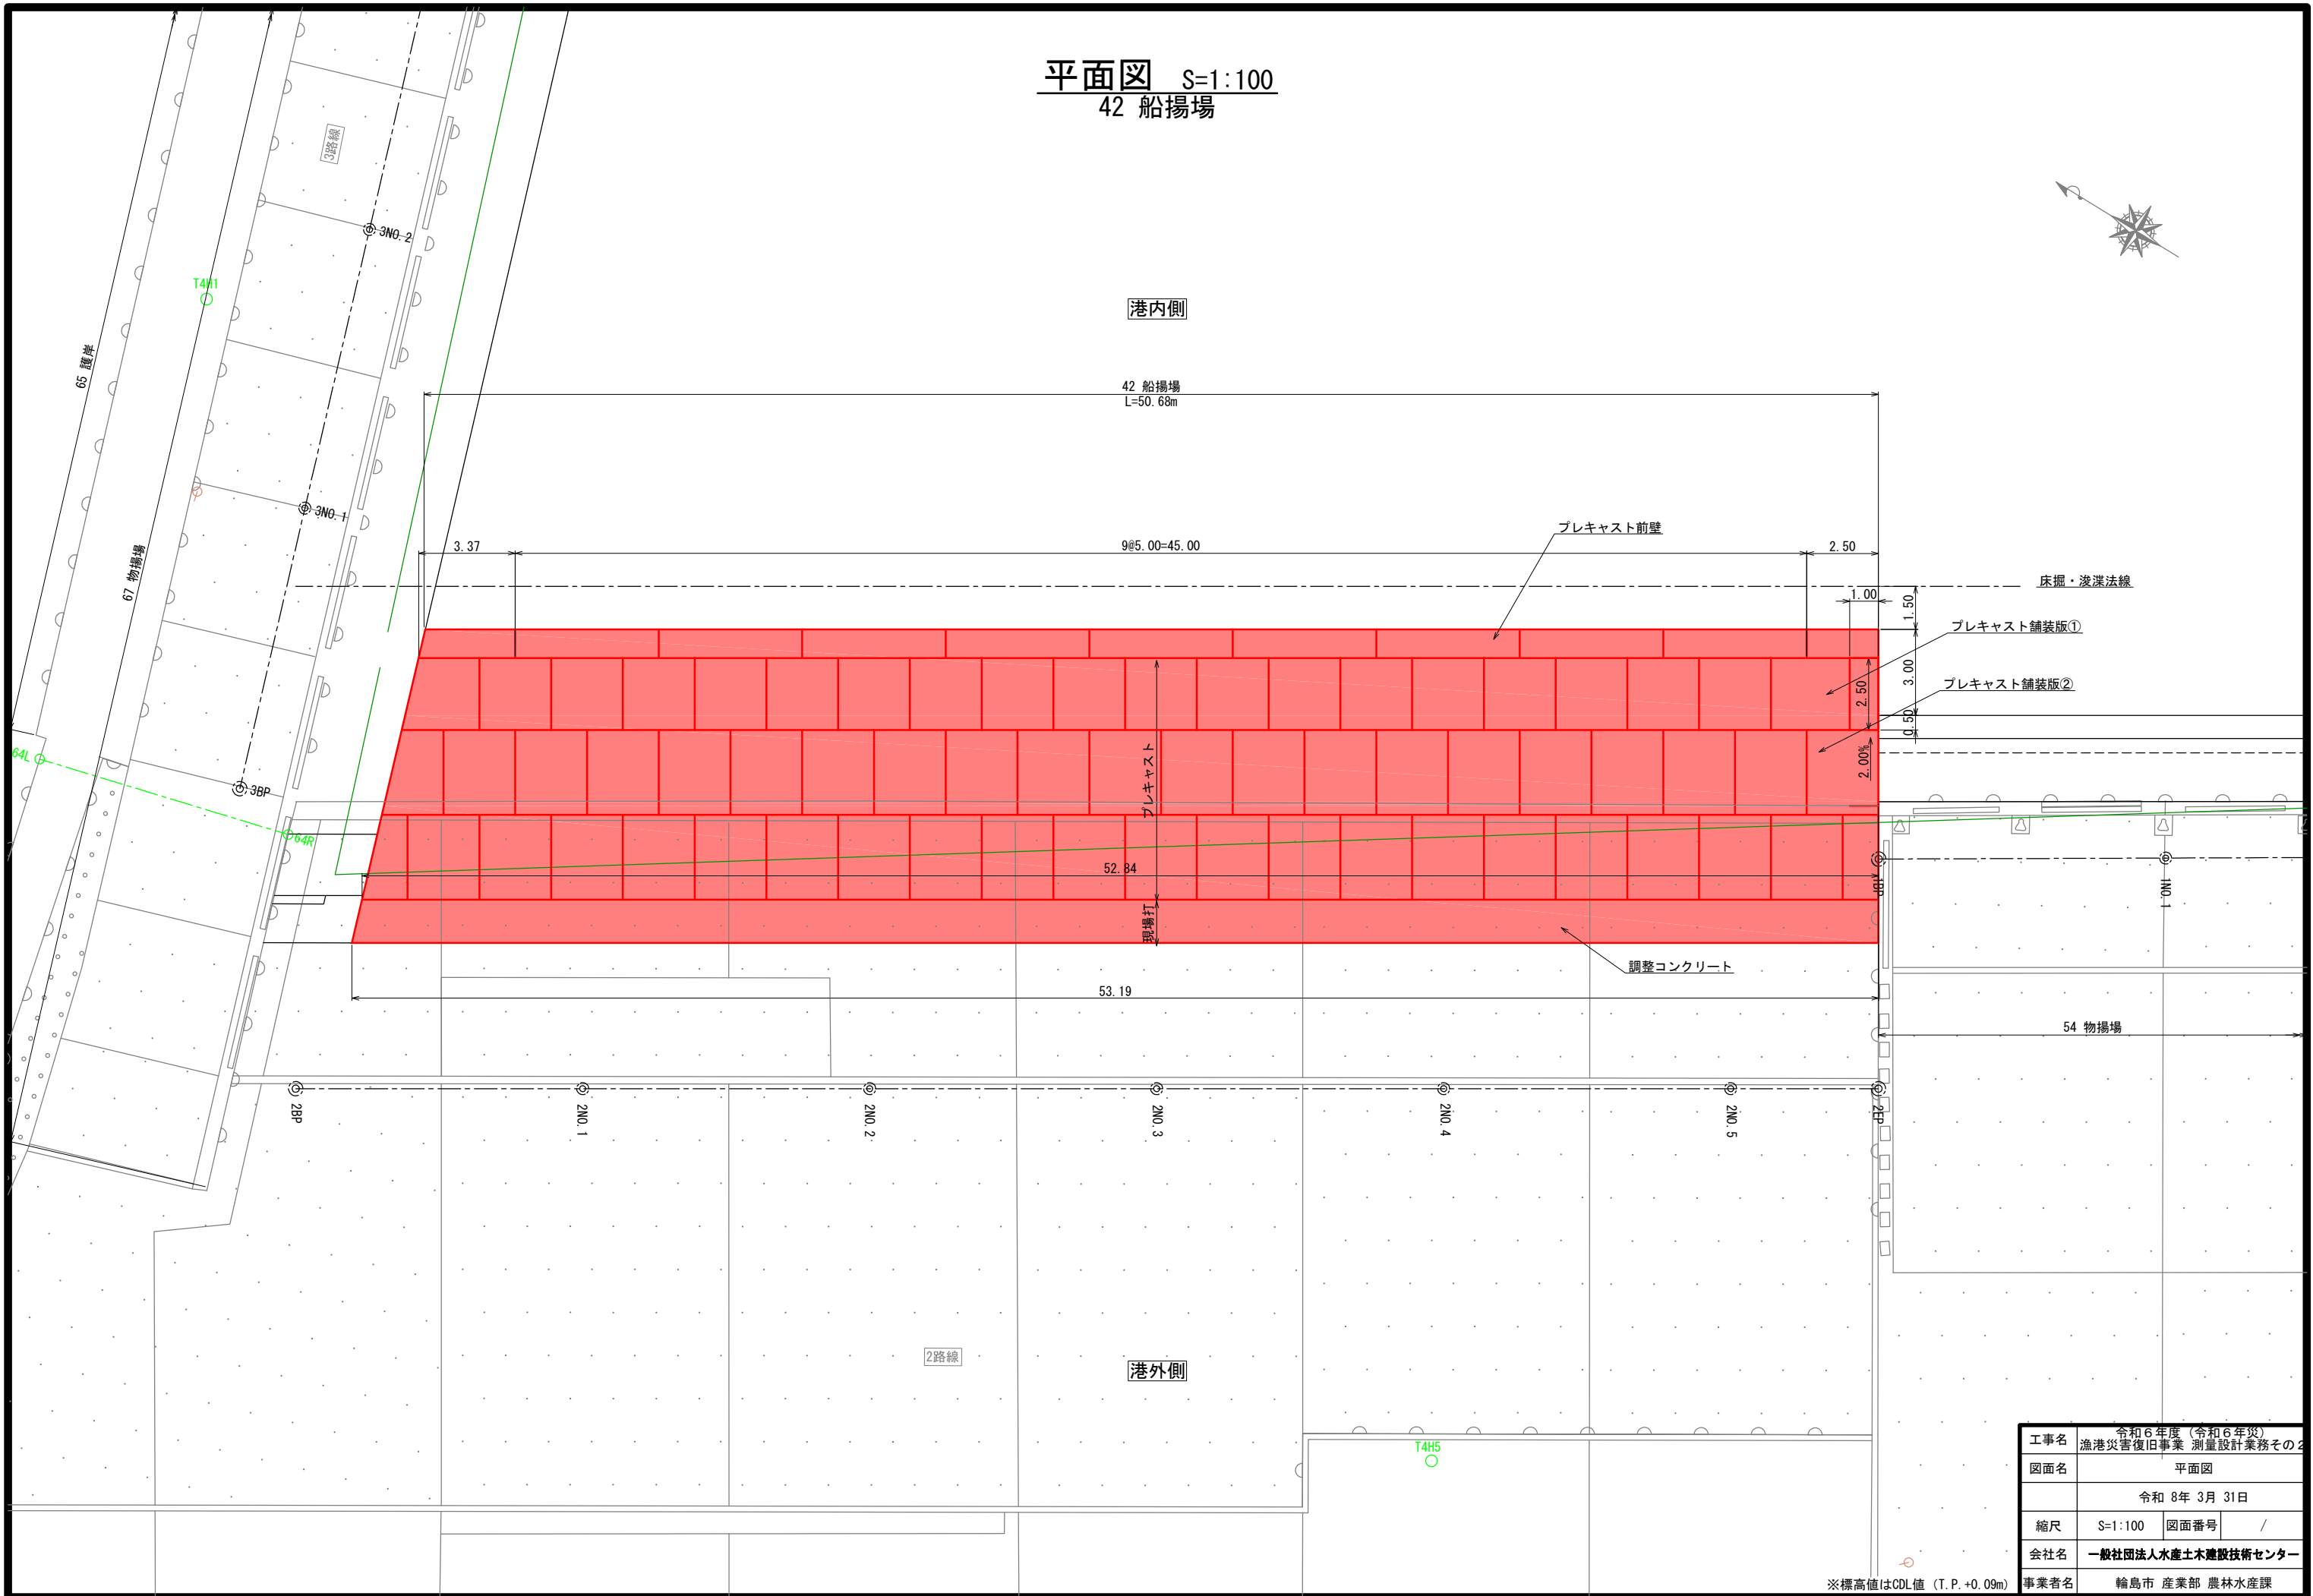 平面図 S=1:100
42 船揚場
3路線
3NO.2
T4H1
港内側
65 護岸
42 船揚場
L=50.68m
3NO.1
67 物揚場
プレキャスト前壁
3.37
9@5.00=45.00
2.50
床掘・浚渫法線
1.00
1.50
プレキャスト舗装版①
3.00
2.50
プレキャスト舗装版②
0.50
2.00%
プレキャスト
64L
3BP
64R
52.84
1BP
1NO.1
現場打
調整コンクリート
53.19
54 物揚場
2BP
2NO.1
2NO.2
2NO.3
2NO.4
2NO.5
2EP
2路線
港外側
T4H5
工事名 令和6年度(令和6年災)
漁港災害復旧事業 測量設計業務その2
図面名 平面図
令和 8年 3月 31日
縮尺 S=1:100 図面番号 /
会社名 一般社団法人水産土木建設技術センター
事業者名 輪島市 産業部 農林水産課
※標高値はCDL値(T.P.+0.09m)